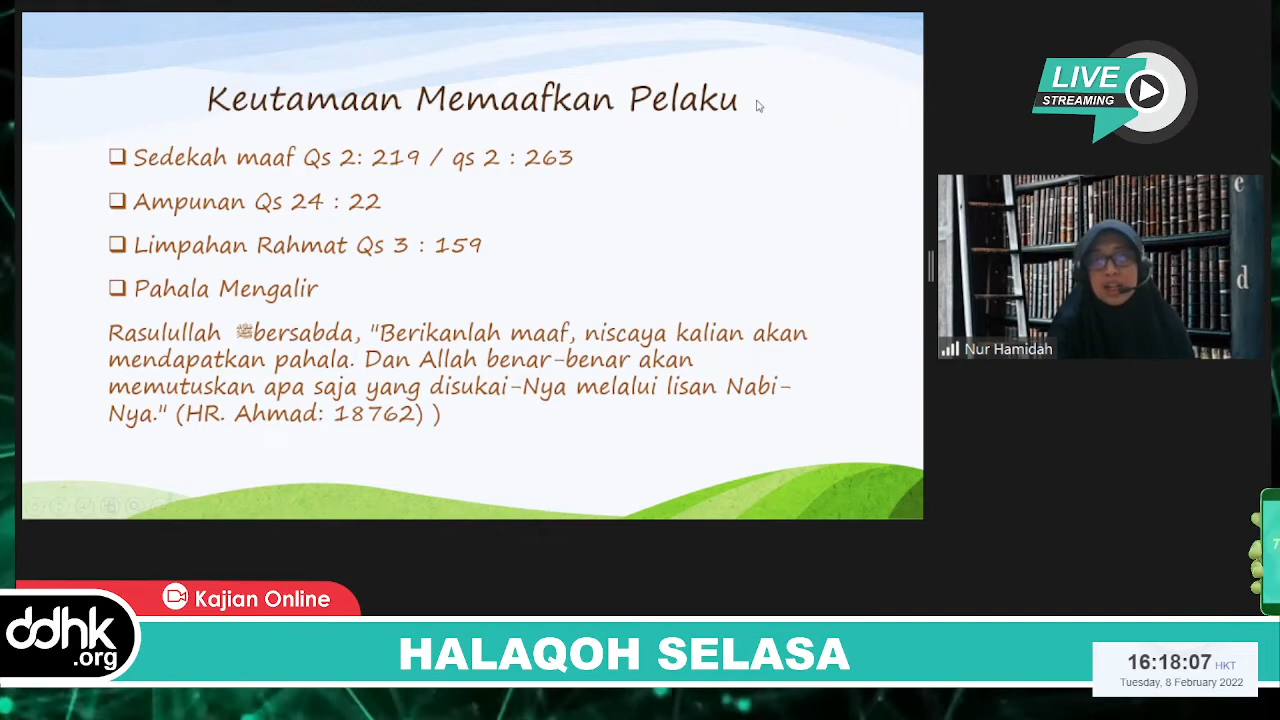 Keutamaan Memaafkan Pelaku
Sedekah maaf Qs 2: 219 / qs 2 : 263
Ampunan Qs 24 : 22
Limpahan Rahmat Qs 3 : 159
Pahala Mengalir
Rasulullah ﷺbersabda, "Berikanlah maaf, niscaya kalian akan
mendapatkan pahala. Dan Allah benar-benar akan
memutuskan apa saja yang disukai-Nya melalui lisan Nabi-
Nya." (HR. Ahmad: 18762) )
LIVE
STREAMING
e
d
Nur Hamidah
Kajian Online
ddhk
.org
HALAQOH SELASA
16:18:07 HKT
Tuesday, 8 February 2022